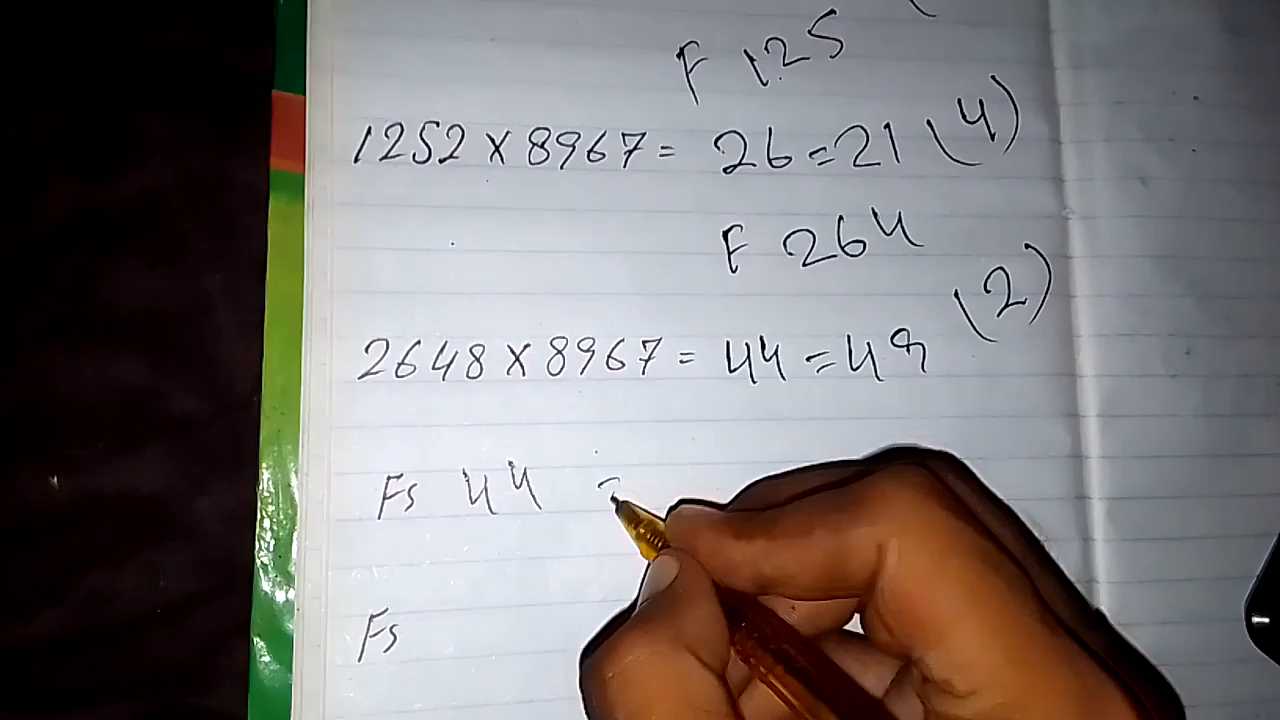 F 125
1252 X 8967 = 26 = 21 (4)
F 264
2648 X 8967 = 44 = 49 (2)
Fs 44 =
Fs